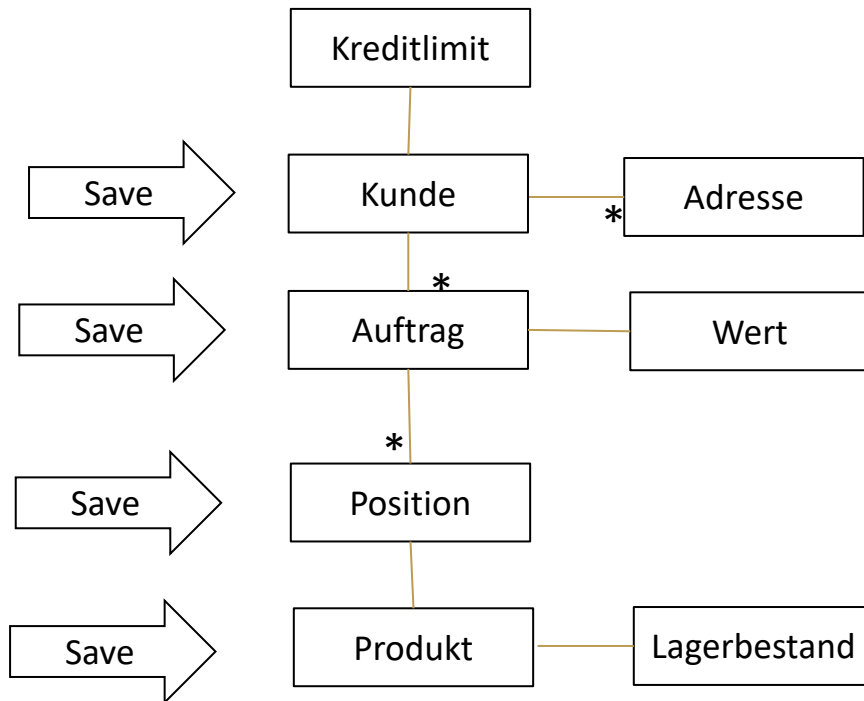 Kreditlimit
Save
Kunde
*
Adresse
*
Save
Auftrag
Wert
*
Save
Position
Save
Produkt
Lagerbestand